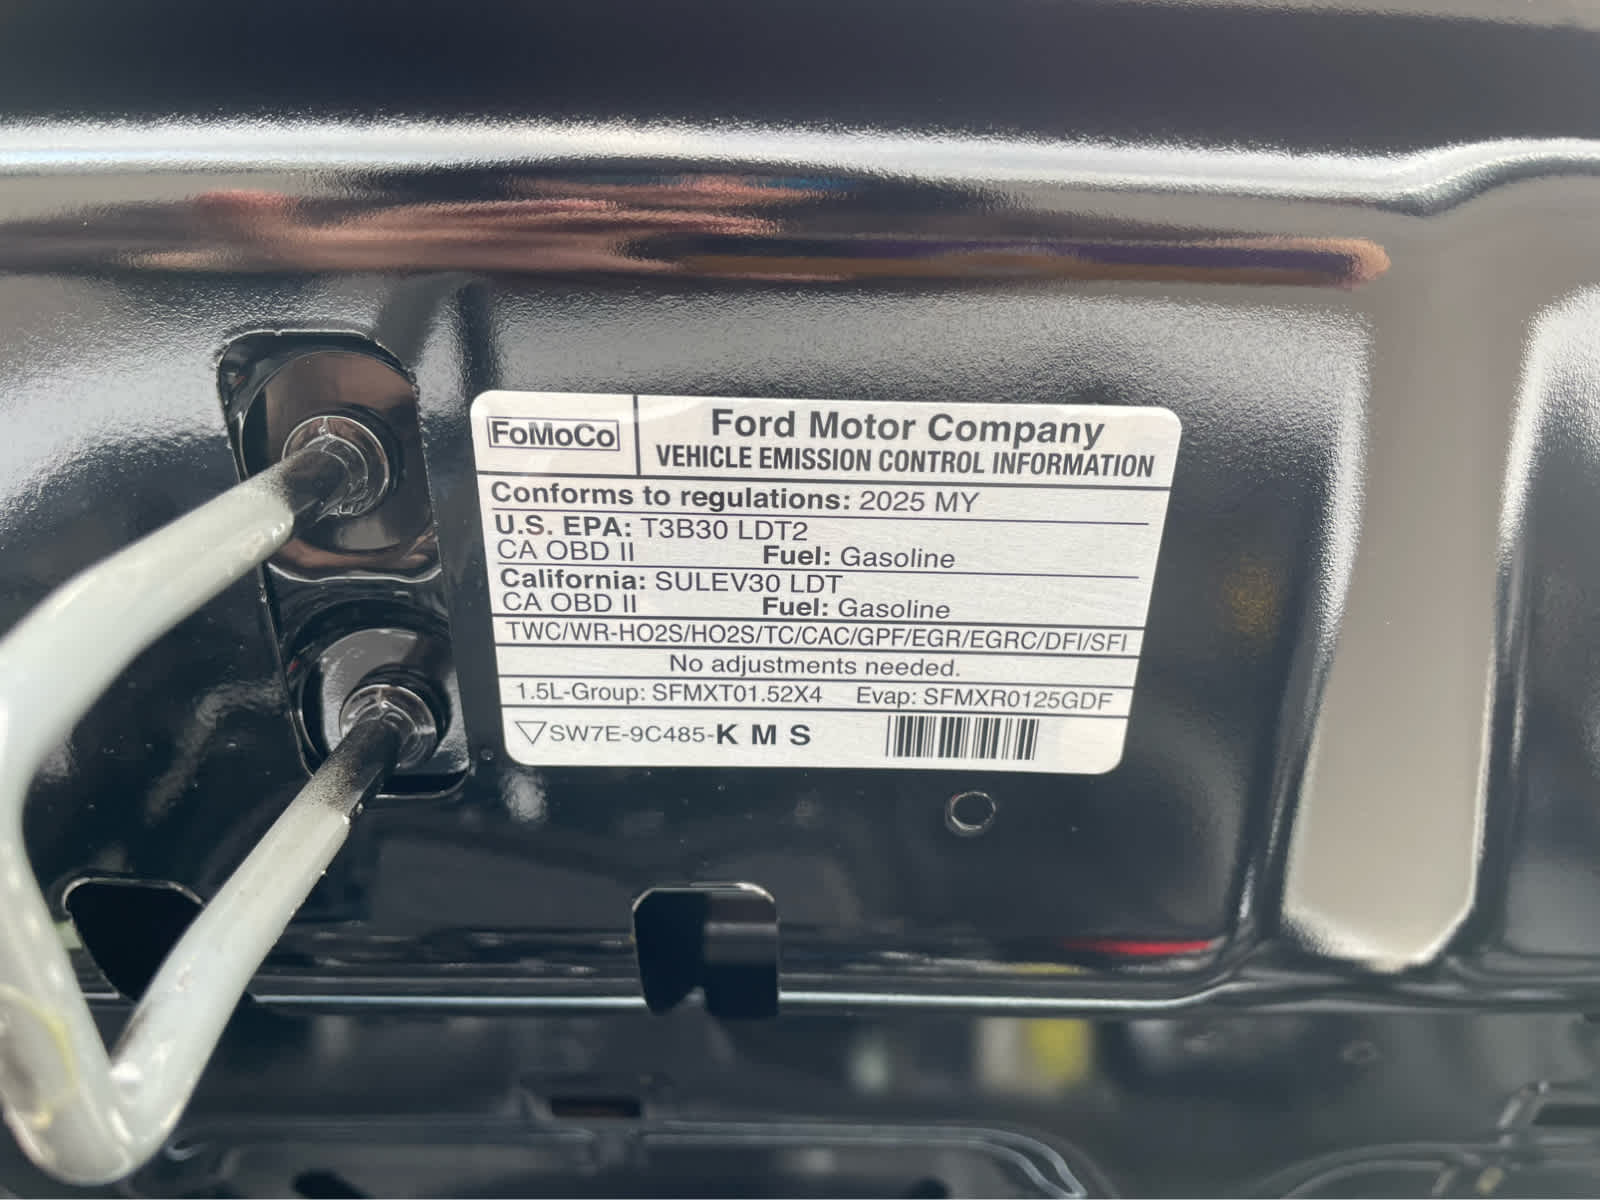 FoMoCo
Ford Motor Company
VEHICLE EMISSION CONTROL INFORMATION
Conforms to regulations: 2025 MY
U.S. EPA: T3B30 LDT2
CA OBD II Fuel: Gasoline
California: SULEV30 LDT
CA OBD II Fuel: Gasoline
TWC/WR-HO2S/HO2S/TC/CAC/GPF/EGR/EGRC/DFI/SFI
No adjustments needed.
1.5L-Group: SFMXT01.52X4 Evap: SFMXR0125GDF
SW7E-9C485-K M S